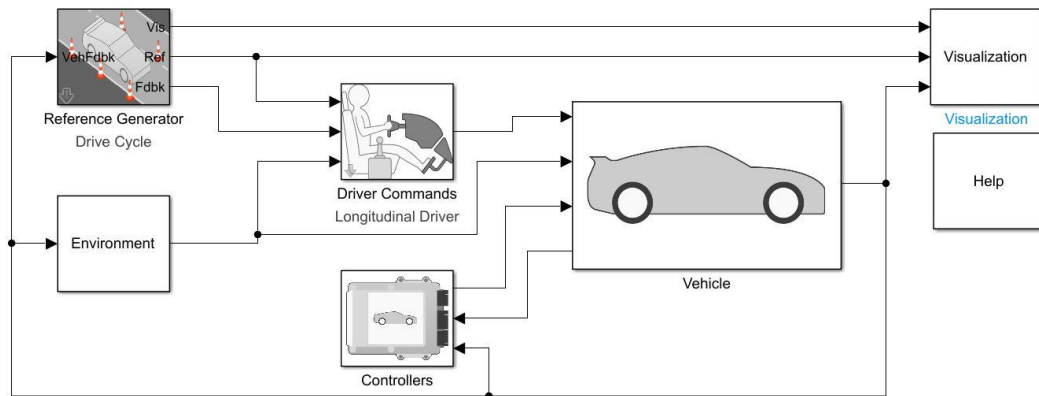 Vis
VehFdbk
Ref
Fdbk
Reference Generator
Drive Cycle
Visualization
Visualization
Driver Commands
Longitudinal Driver
Help
Environment
Vehicle
Controllers